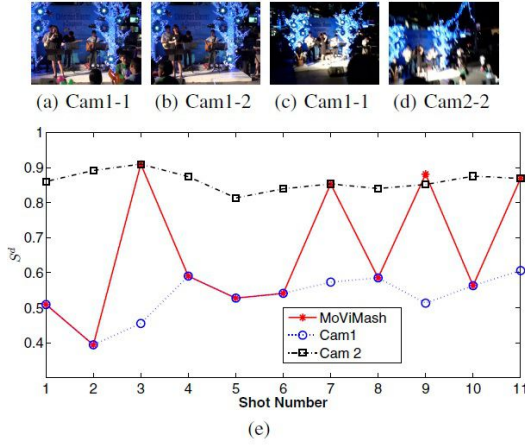 (a) Cam1-1
(b) Cam1-2
(c) Cam1-1
(d) Cam2-2
1
0.9
0.8
0.7
0.6
0.5
0.4
S^d
1 2 3 4 5 6 7 8 9 10 11
Shot Number
MoViMash
Cam1
Cam 2
(e)